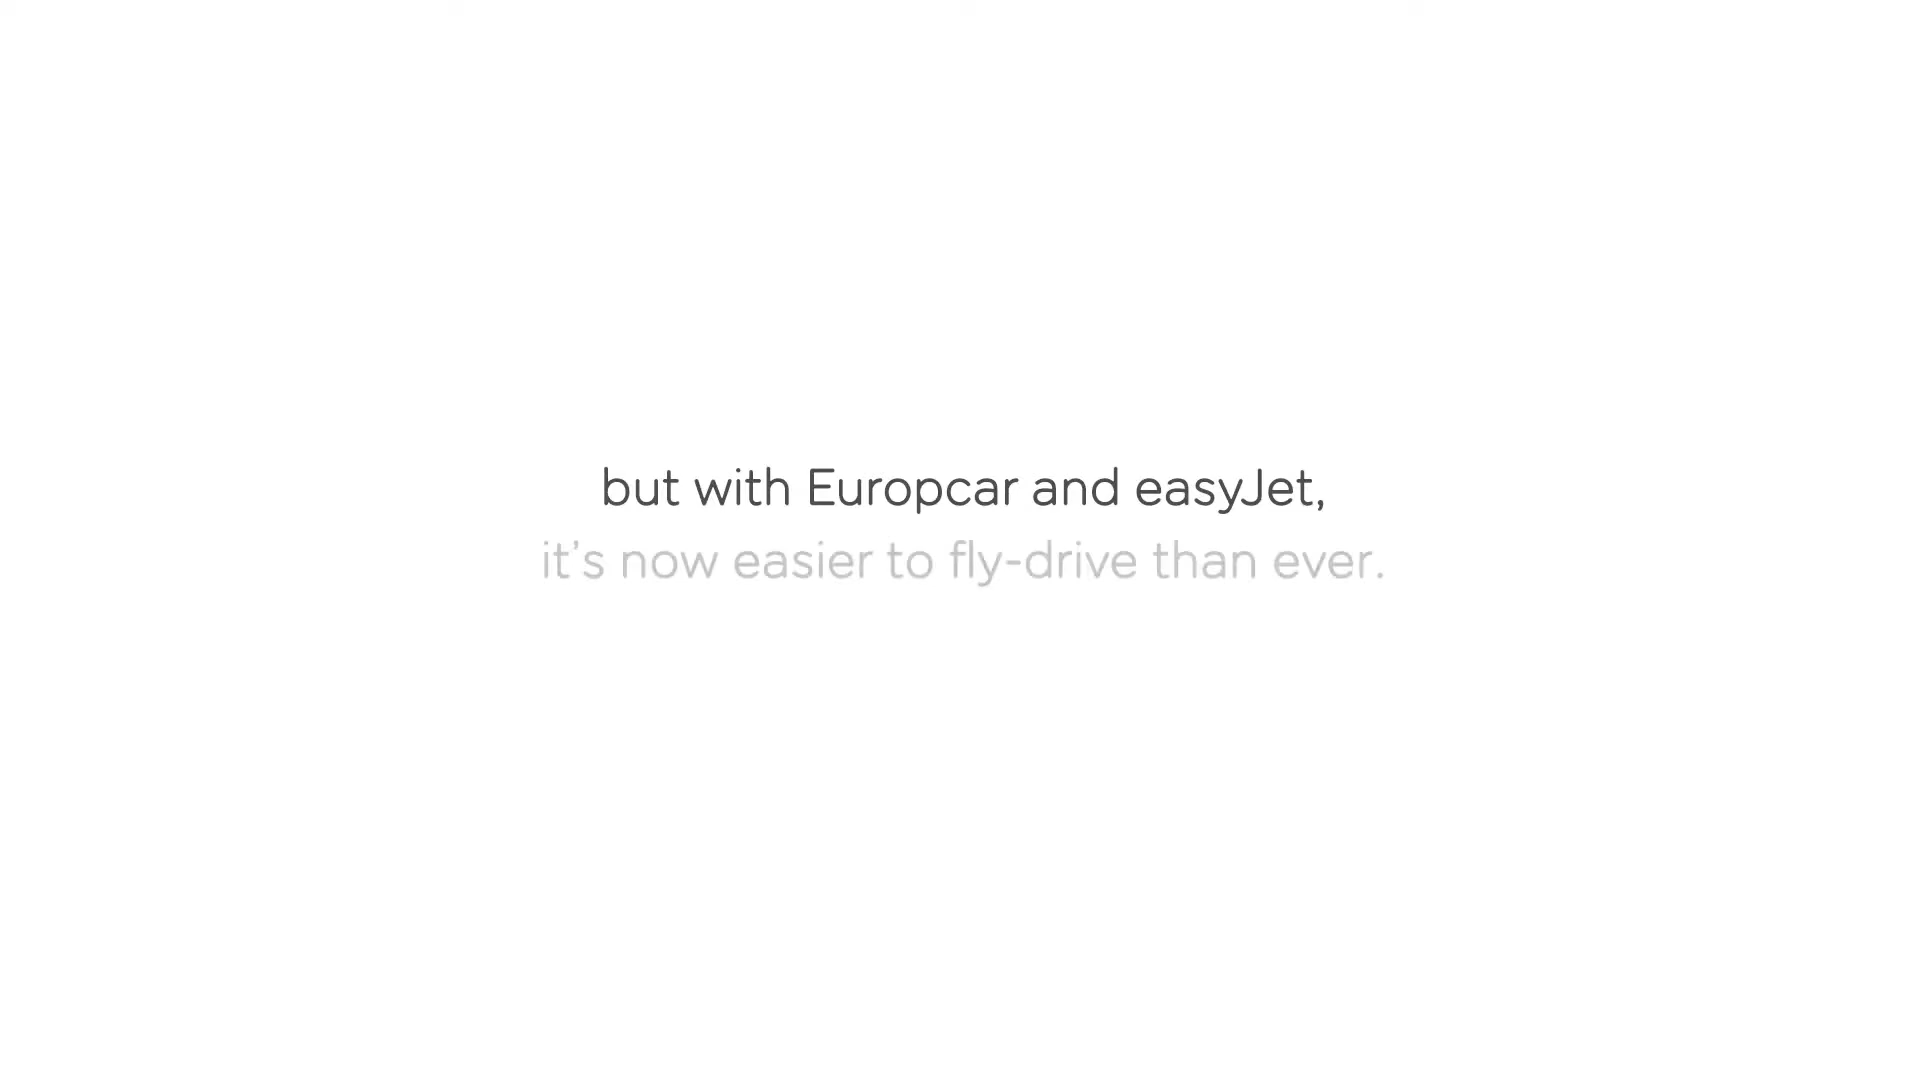 but with Europcar and easyJet,
it’s now easier to fly-drive than ever.